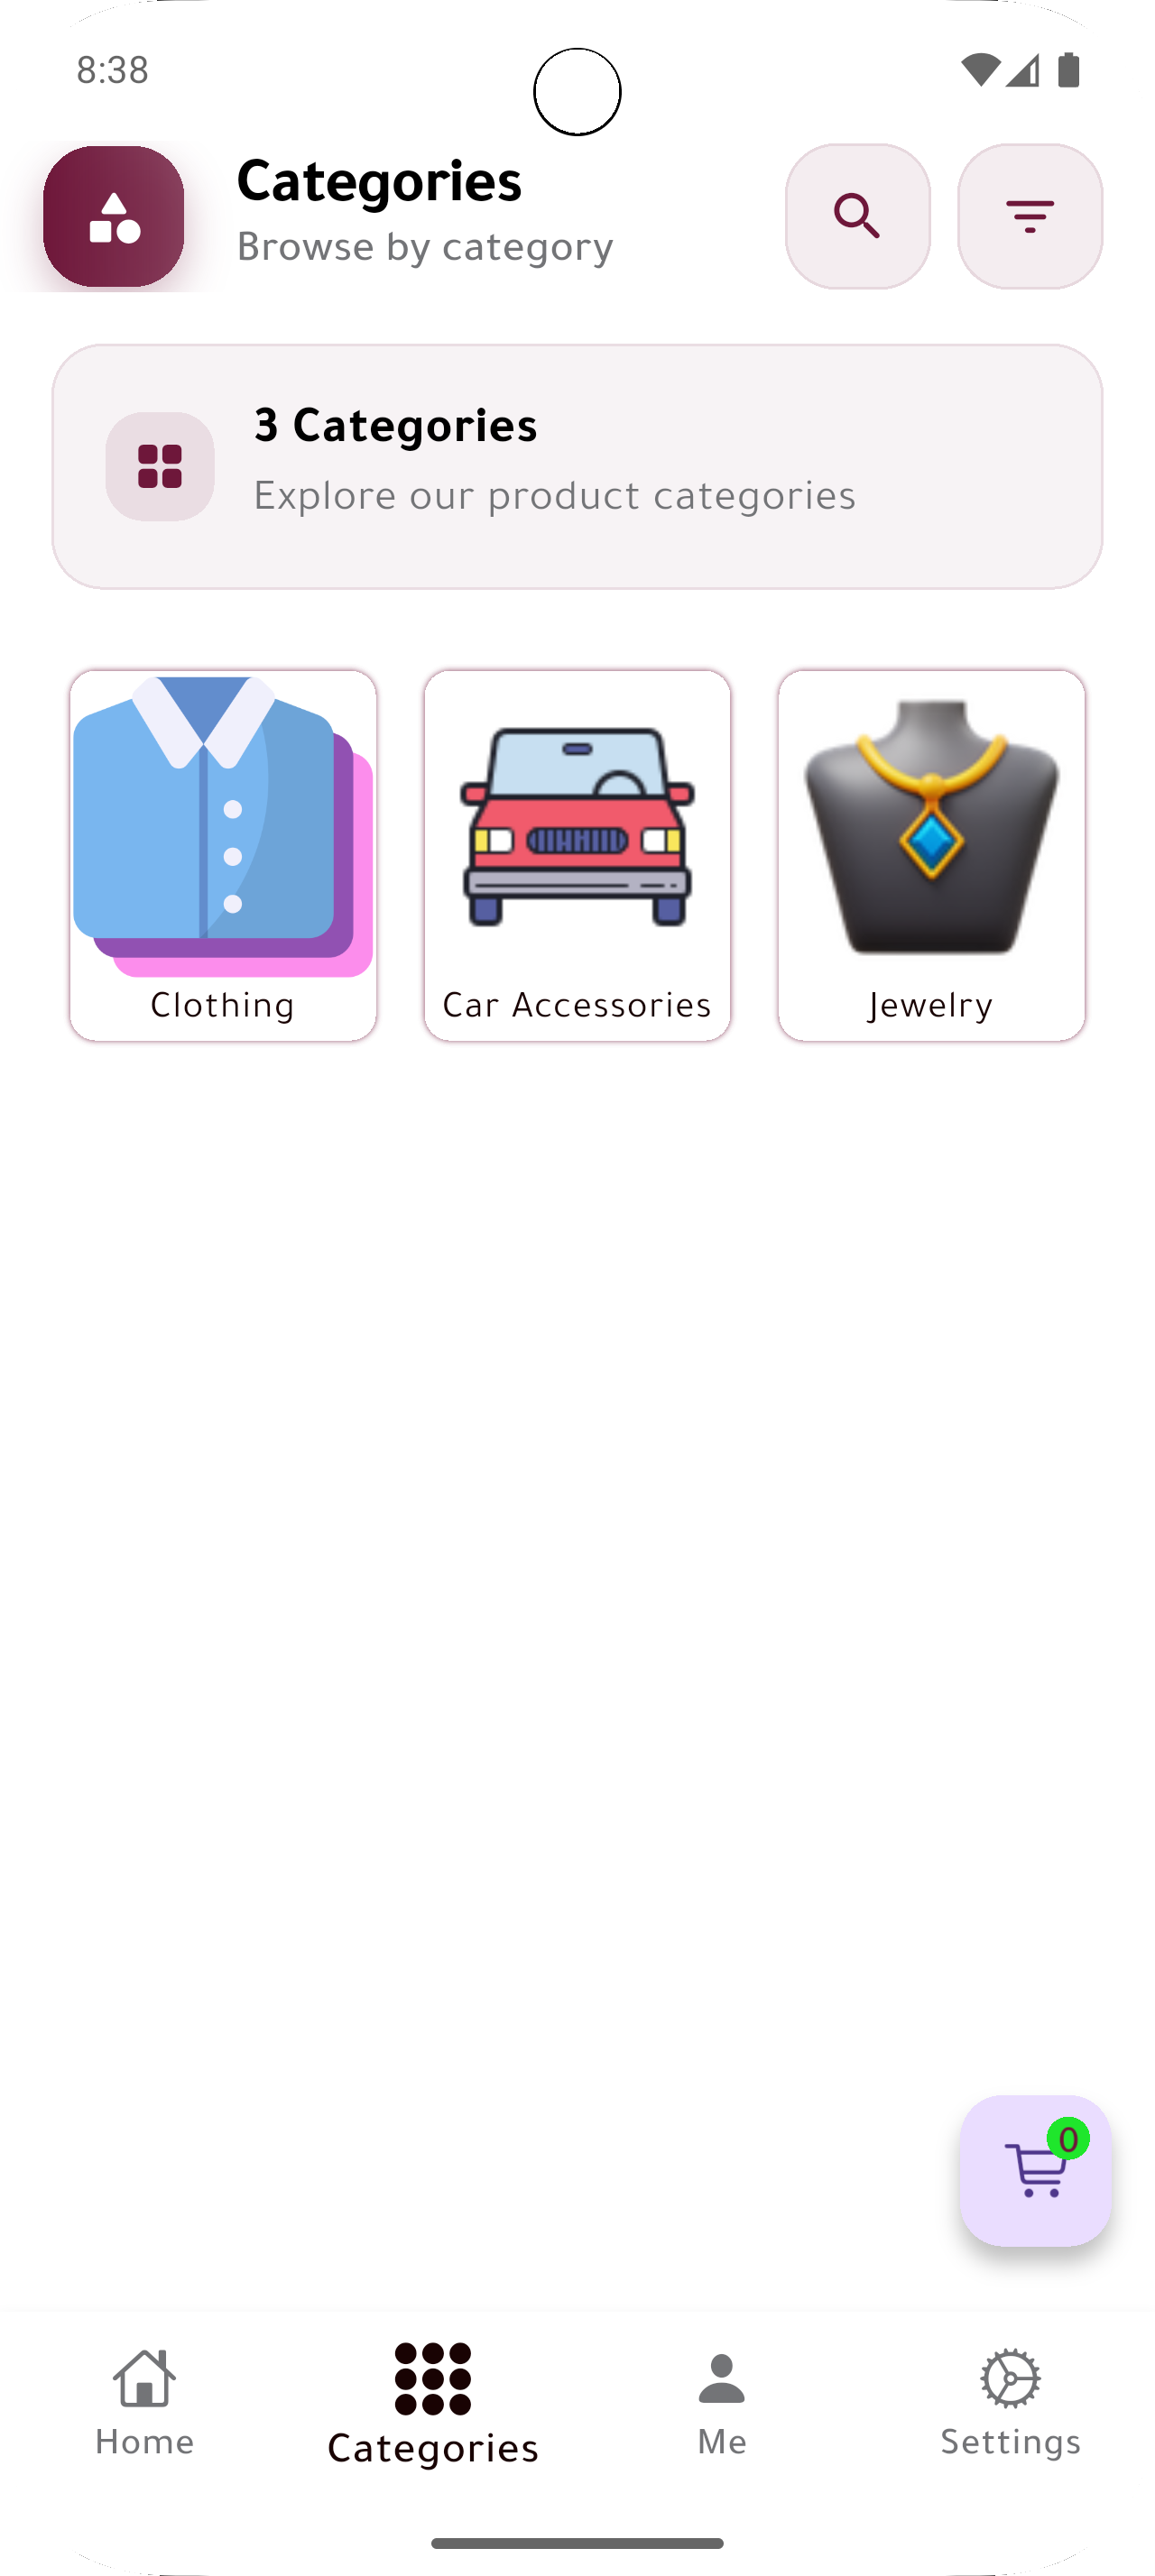 8:38
Categories
Browse by category
3 Categories
Explore our product categories
Clothing
Car Accessories
Jewelry
0
Home
Categories
Me
Settings